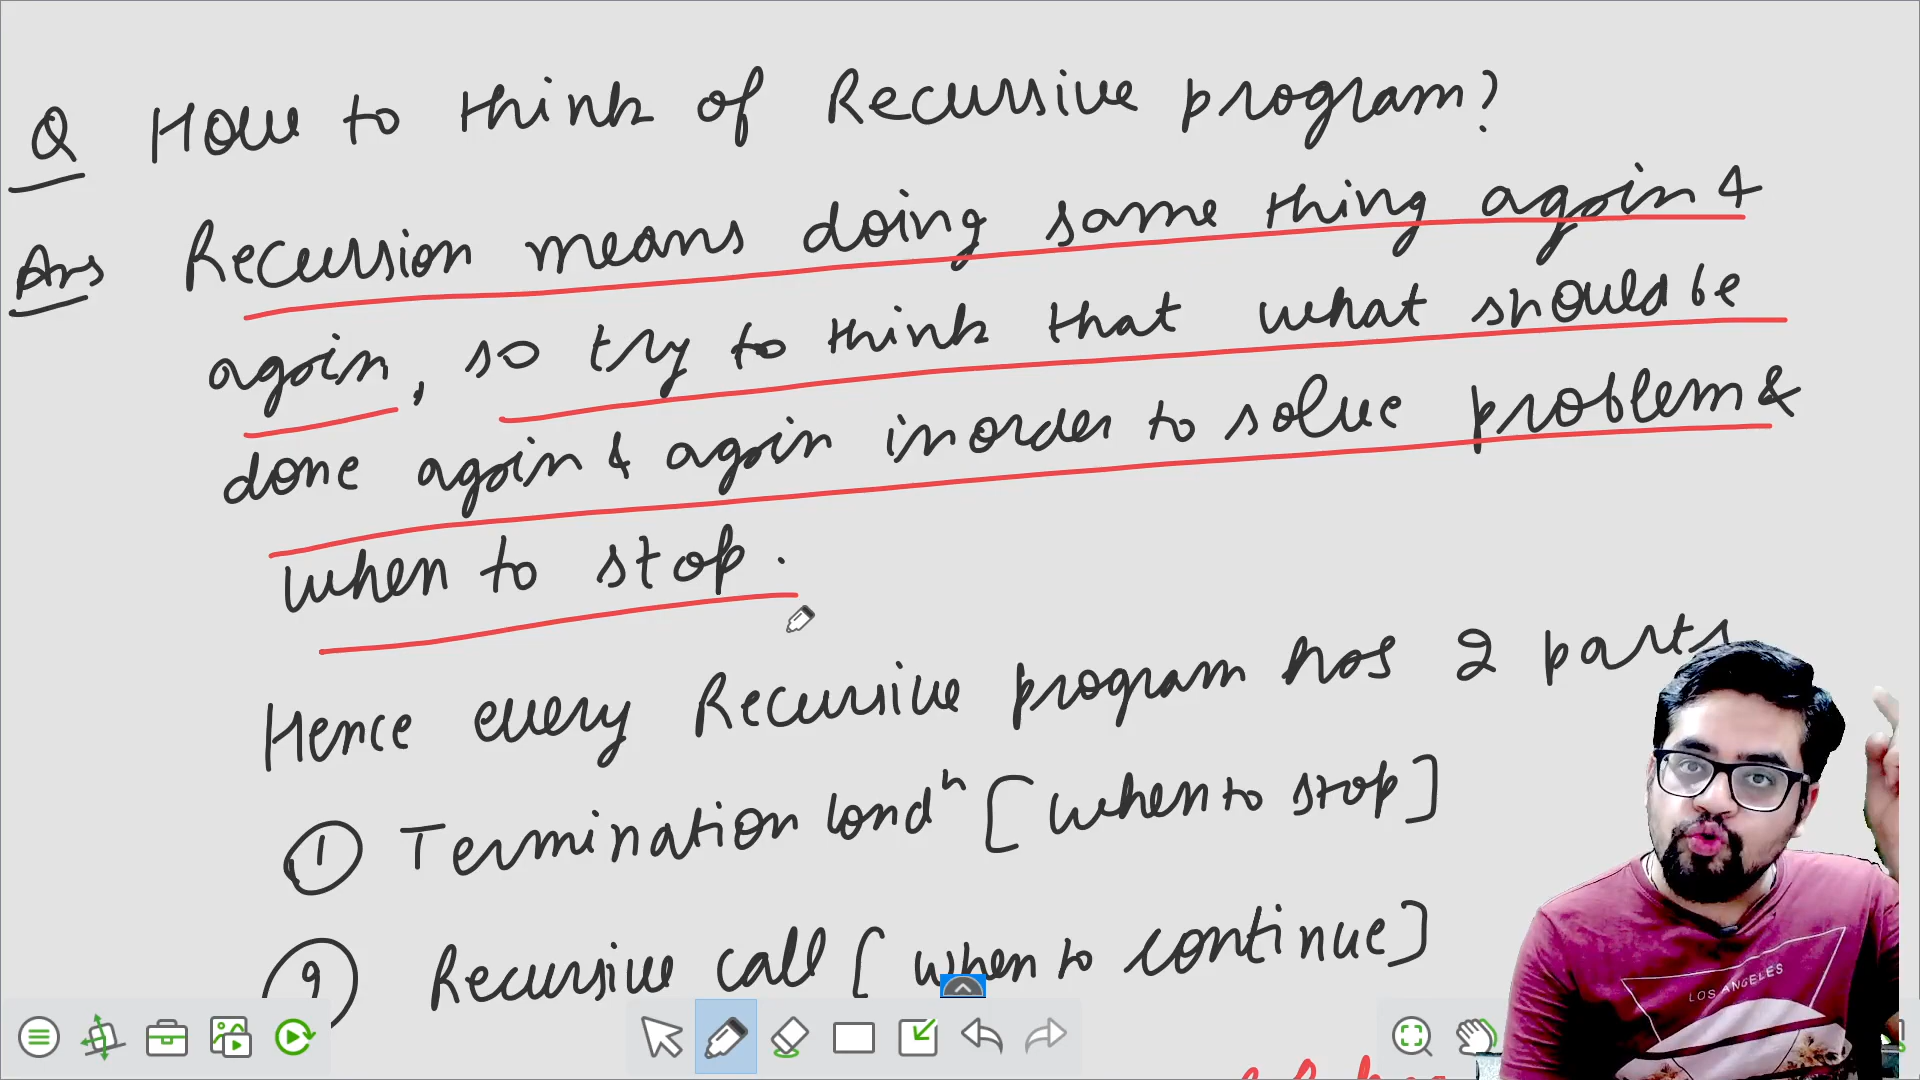 Q How to think of Recursive program?
Ans Recursion means doing same thing again &
again, so try to think that what should be
done again & again inorder to solve problem &
when to stop.
Hence every Recursive program has 2 parts
① Termination Condn [when to stop]
② Recursive call [when to continue]
LOS ANGELES